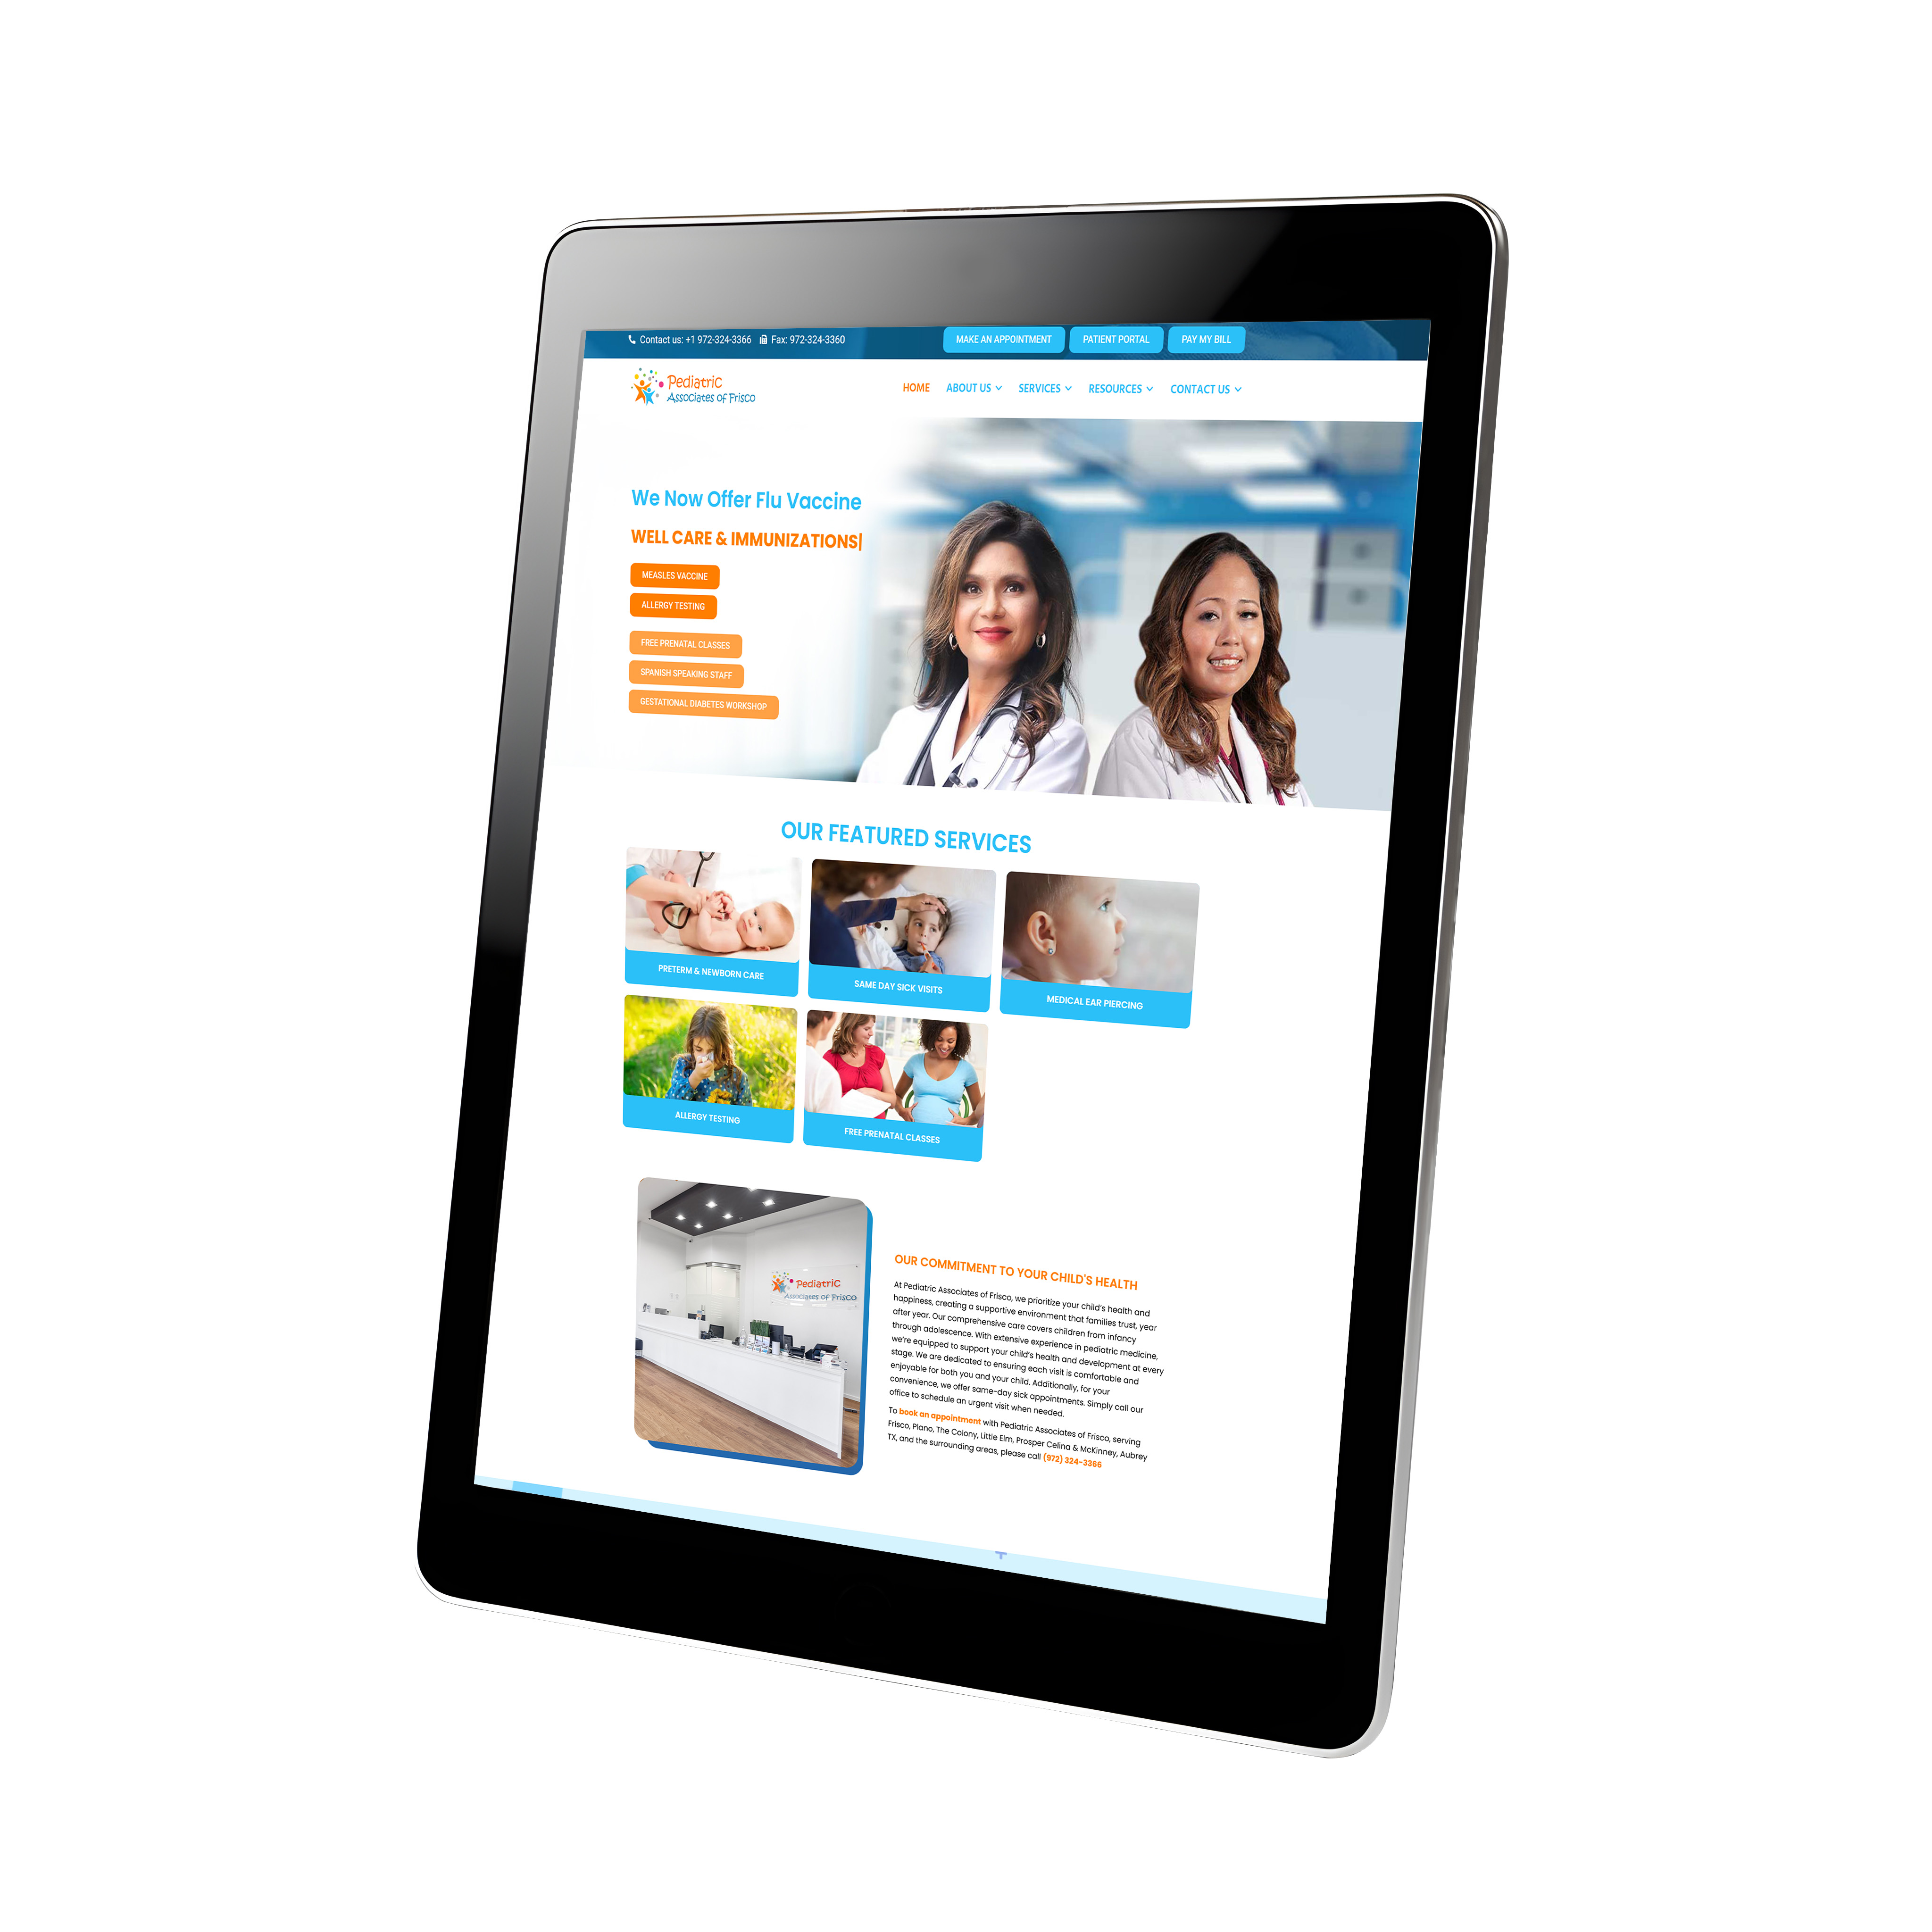 Contact us: +1 972-324-3366 Fax: 972-324-3360 MAKE AN APPOINTMENT PATIENT PORTAL PAY MY BILL
Pediatric
Associates of Frisco
HOME ABOUT US SERVICES RESOURCES CONTACT US
We Now Offer Flu Vaccine
WELL CARE & IMMUNIZATIONS|
MEASLES VACCINE
ALLERGY TESTING
FREE PRENATAL CLASSES
SPANISH SPEAKING STAFF
GESTATIONAL DIABETES WORKSHOP
OUR FEATURED SERVICES
PRETERM & NEWBORN CARE
SAME DAY SICK VISITS
MEDICAL EAR PIERCING
ALLERGY TESTING
FREE PRENATAL CLASSES
Pediatric
Associates of Frisco
OUR COMMITMENT TO YOUR CHILD'S HEALTH
At Pediatric Associates of Frisco, we prioritize your child's health and
happiness, creating a supportive environment that families trust, year
after year. Our comprehensive care covers children from infancy
through adolescence. With extensive experience in pediatric medicine,
we're equipped to support your child's health and development at every
stage. We are dedicated to ensuring each visit is comfortable and
enjoyable for both you and your child. Additionally, for your
convenience, we offer same-day sick appointments. Simply call our
office to schedule an urgent visit when needed.
To book an appointment with Pediatric Associates of Frisco, serving
Frisco, Plano, The Colony, Little Elm, Prosper Celina & McKinney, Aubrey
TX, and the surrounding areas, please call (972) 324-3366